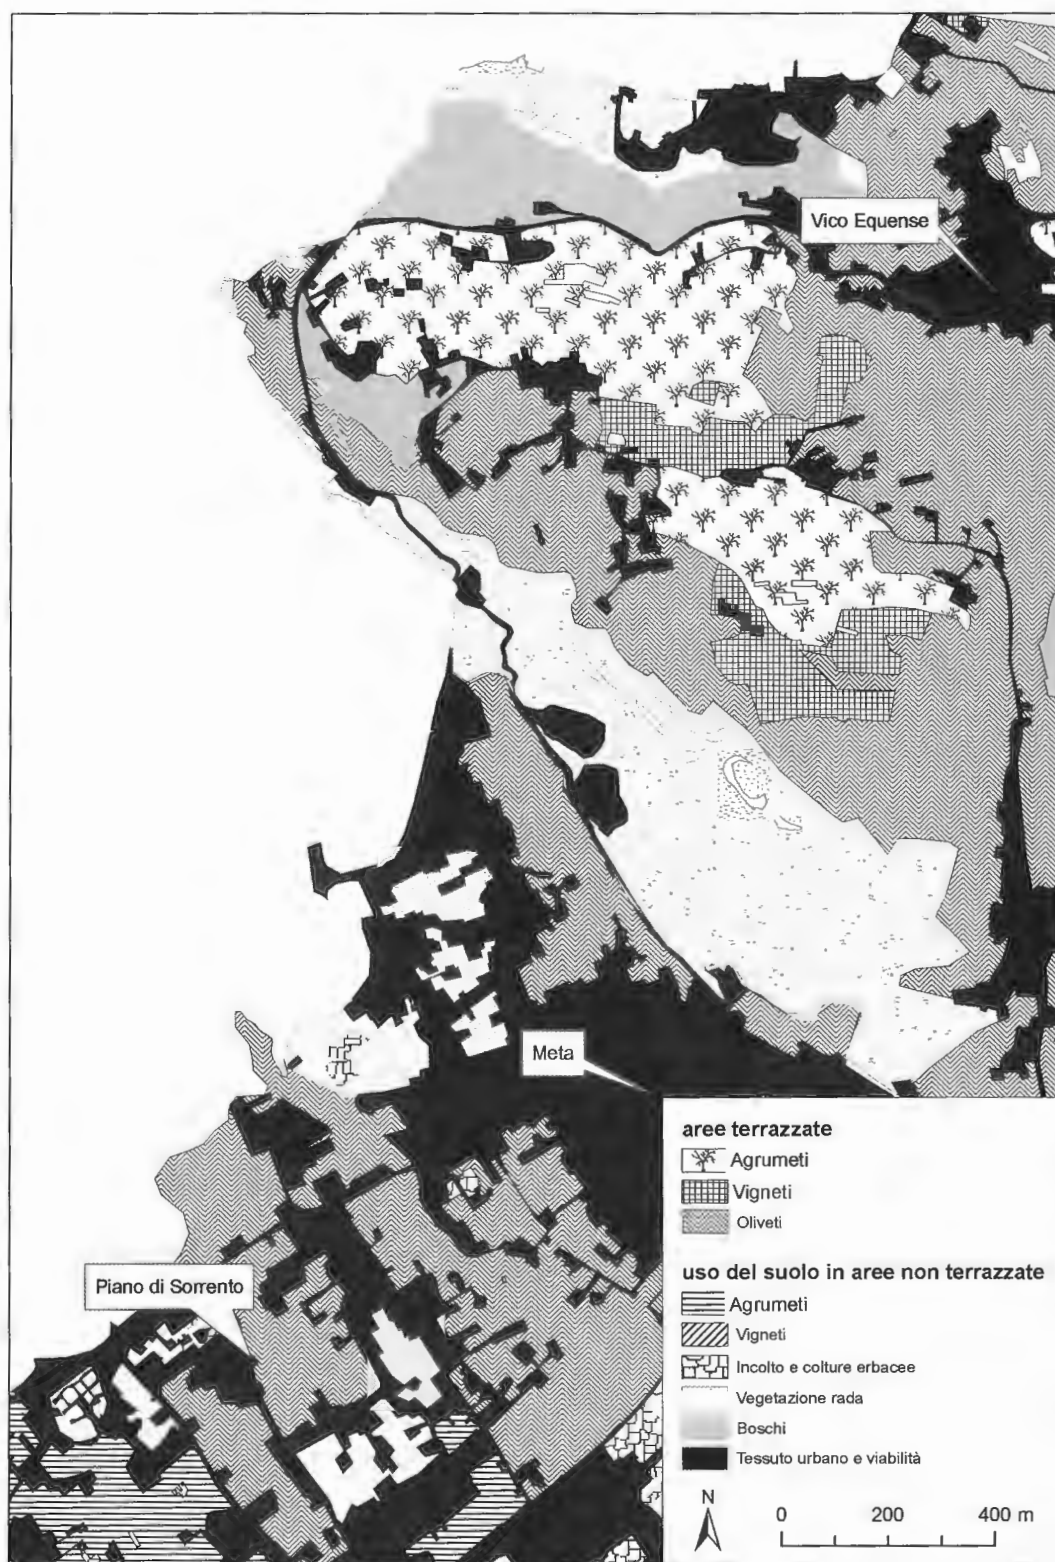 Vico Equense
Meta
Piano di Sorrento
aree terrazzate
Agrumeti
Vigneti
Oliveti
uso del suolo in aree non terrazzate
Agrumeti
Vigneti
Incolto e colture erbacee
Vegetazione rada
Boschi
Tessuto urbano e viabilità
N
0 200 400 m